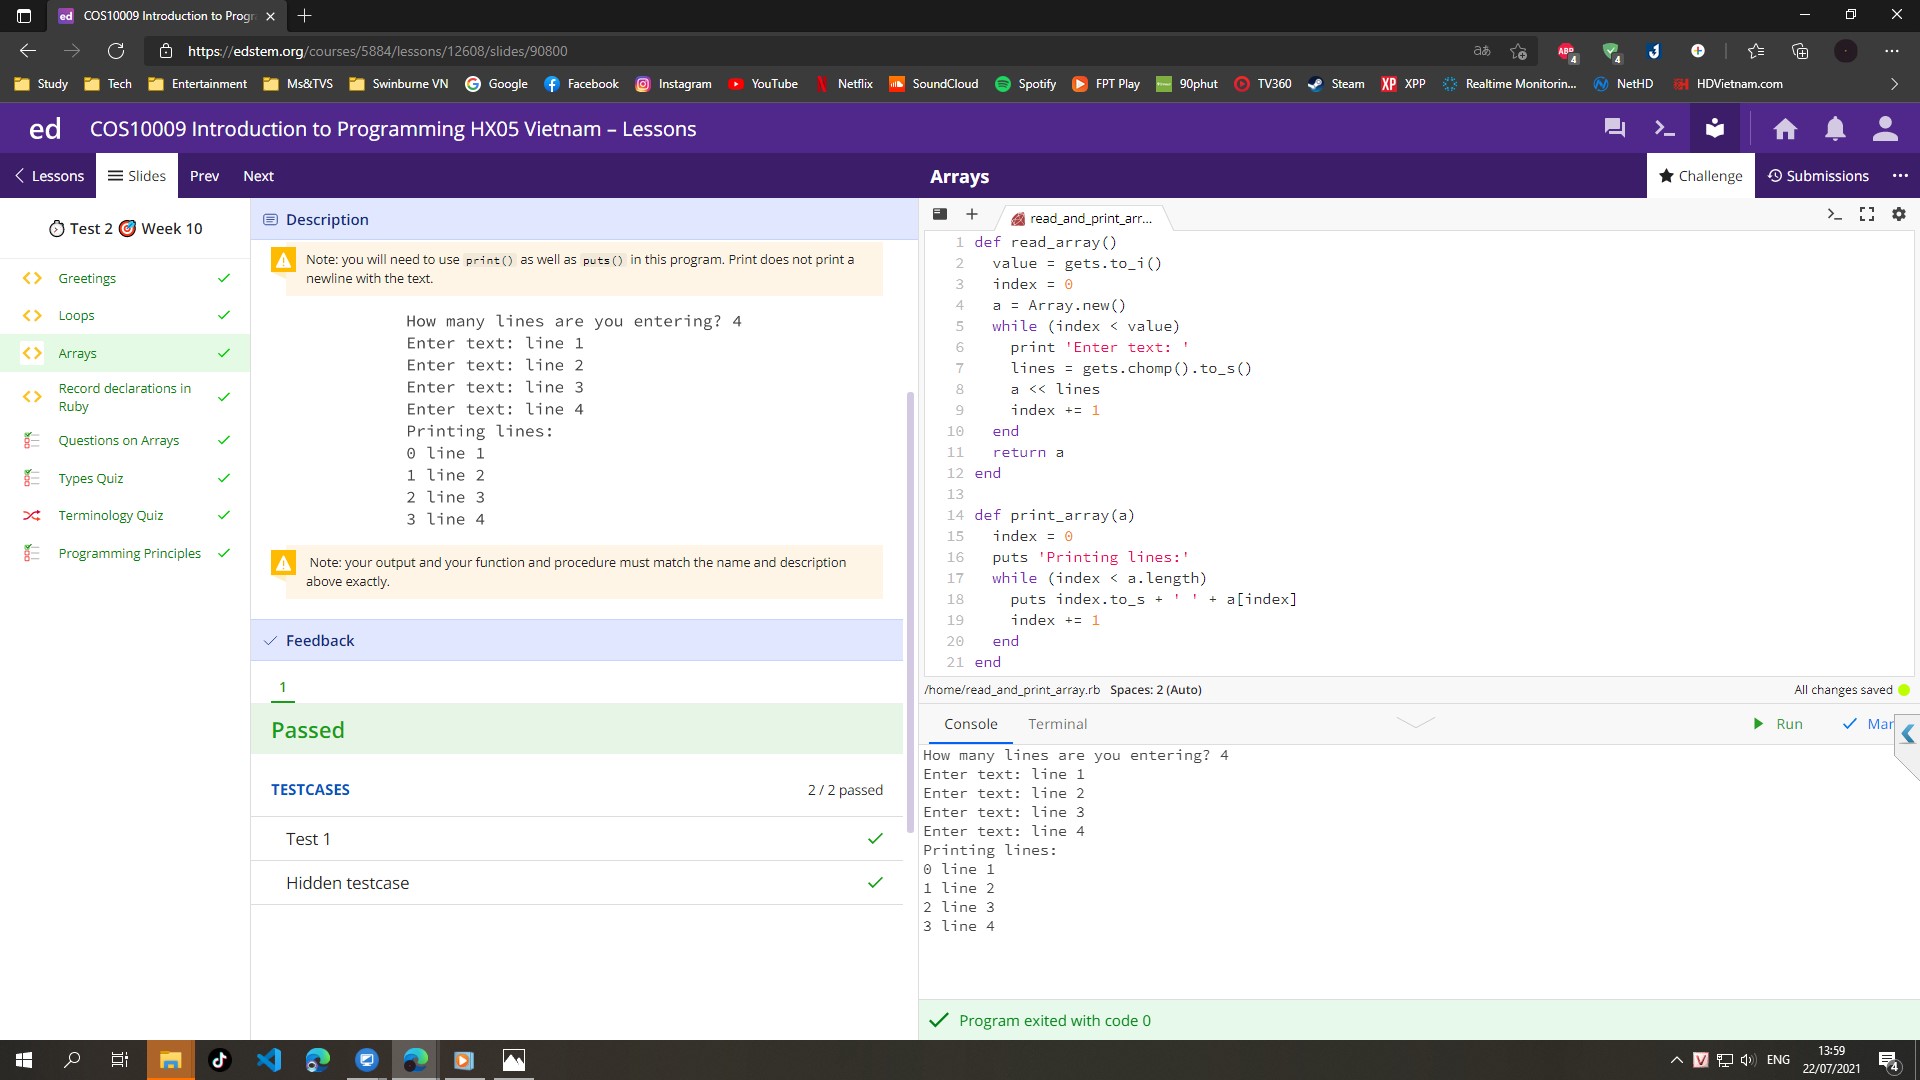 COS10009 Introduction to Progr
https://edstem.org/courses/5884/lessons/12608/slides/90800
Study
Tech
Entertainment
Ms&TVS
Swinburne VN
Google
Facebook
Instagram
YouTube
Netflix
SoundCloud
Spotify
FPT Play
90phut
TV360
Steam
XPP
Realtime Monitorin...
NetHD
HDVietnam.com
ed COS10009 Introduction to Programming HX05 Vietnam – Lessons
Lessons
Slides
Prev
Next
Arrays
Challenge
Submissions
Test 2 Week 10
Greetings
Loops
Arrays
Record declarations in
Ruby
Questions on Arrays
Types Quiz
Terminology Quiz
Programming Principles
Description
Note: you will need to use print() as well as puts() in this program. Print does not print a
newline with the text.
How many lines are you entering? 4
Enter text: line 1
Enter text: line 2
Enter text: line 3
Enter text: line 4
Printing lines:
0 line 1
1 line 2
2 line 3
3 line 4
Note: your output and your function and procedure must match the name and description
above exactly.
Feedback
1
Passed
TESTCASES 2 / 2 passed
Test 1
Hidden testcase
read_and_print_arr...
1 def read_array()
2 value = gets.to_i()
3 index = 0
4 a = Array.new()
5 while (index < value)
6 print 'Enter text: '
7 lines = gets.chomp().to_s()
8 a << lines
9 index += 1
10 end
11 return a
12 end
13
14 def print_array(a)
15 index = 0
16 puts 'Printing lines:'
17 while (index < a.length)
18 puts index.to_s + ' ' + a[index]
19 index += 1
20 end
21 end
/home/read_and_print_array.rb Spaces: 2 (Auto) All changes saved
Console
Terminal
Run
Mar
How many lines are you entering? 4
Enter text: line 1
Enter text: line 2
Enter text: line 3
Enter text: line 4
Printing lines:
0 line 1
1 line 2
2 line 3
3 line 4
Program exited with code 0
ENG
13:59
22/07/2021
4